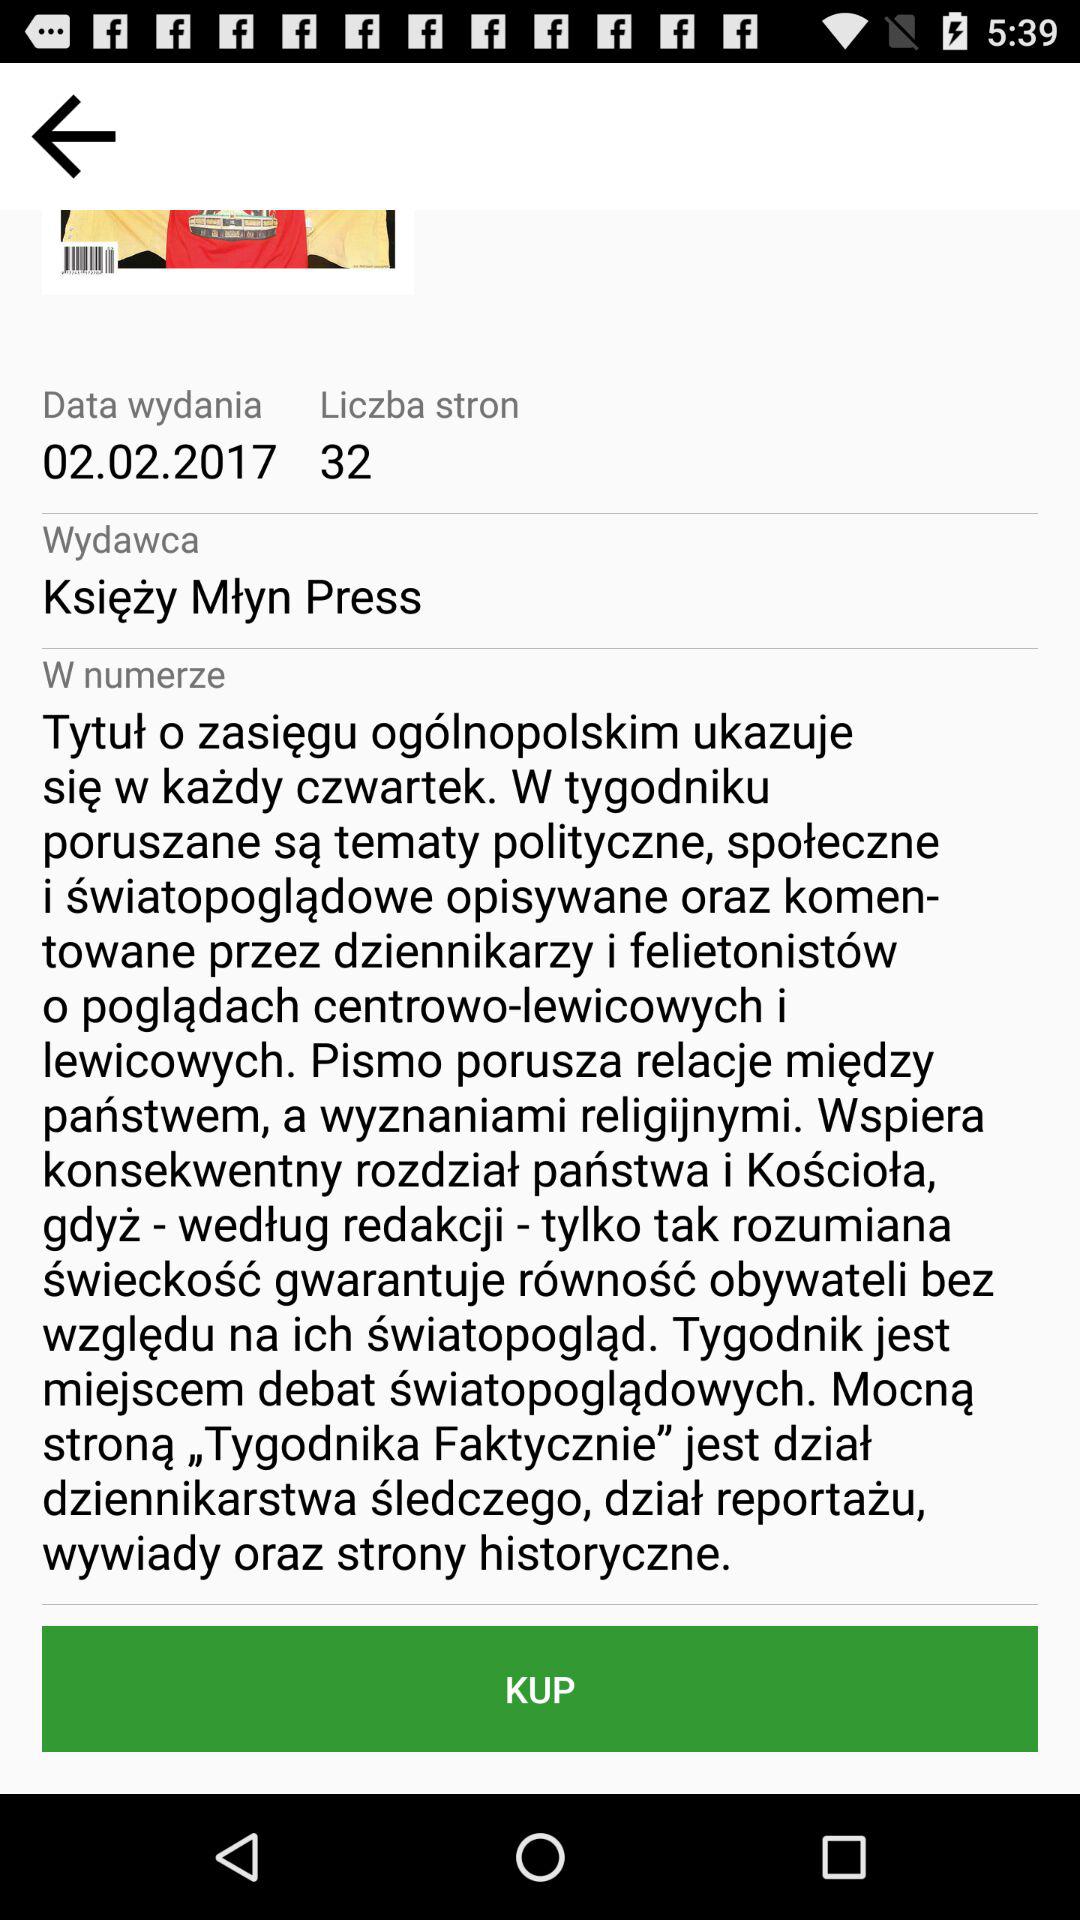 5:39
Data wydania Liczba stron
02.02.2017 32
Wydawca
Księży Młyn Press
W numerze
Tytuł o zasięgu ogólnopolskim ukazuje
się w każdy czwartek. W tygodniku
poruszane są tematy polityczne, społeczne
i światopoglądowe opisywane oraz komen-
towane przez dziennikarzy i felietonistów
o poglądach centrowo-lewicowych i
lewicowych. Pismo porusza relacje między
państwem, a wyznaniami religijnymi. Wspiera
konsekwentny rozdział państwa i Kościoła,
gdyż - według redakcji - tylko tak rozumiana
świeckość gwarantuje równość obywateli bez
względu na ich światopogląd. Tygodnik jest
miejscem debat światopoglądowych. Mocną
stroną „Tygodnika Faktycznie” jest dział
dziennikarstwa śledczego, dział reportażu,
wywiady oraz strony historyczne.
KUP